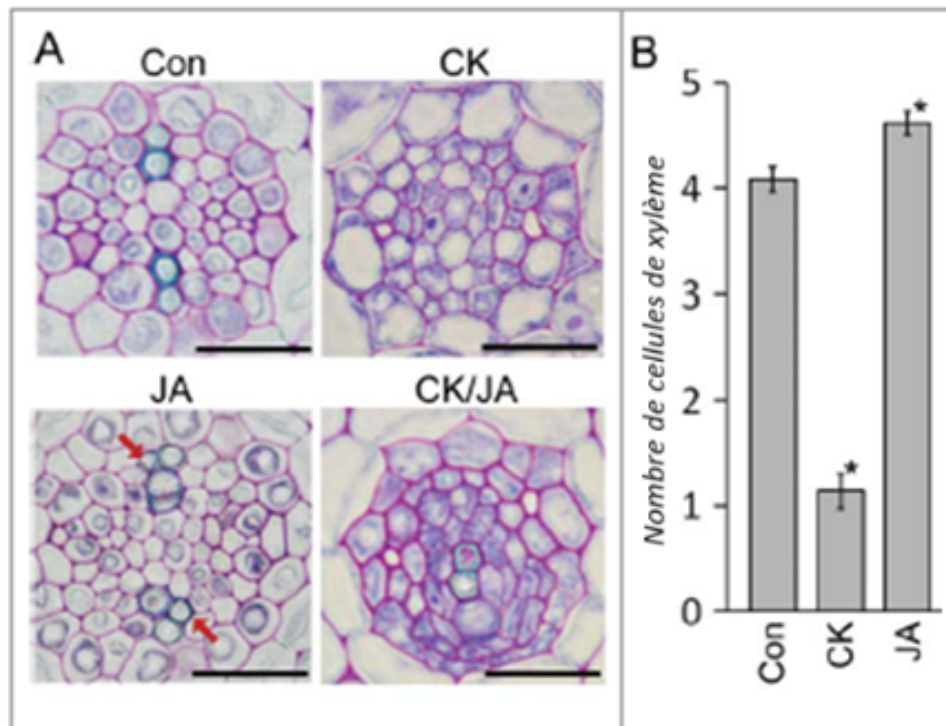 A
Con
CK
JA
CK/JA
B
Nombre de cellules de xylème
5
4
3
2
1
0
*
*
Con
CK
JA